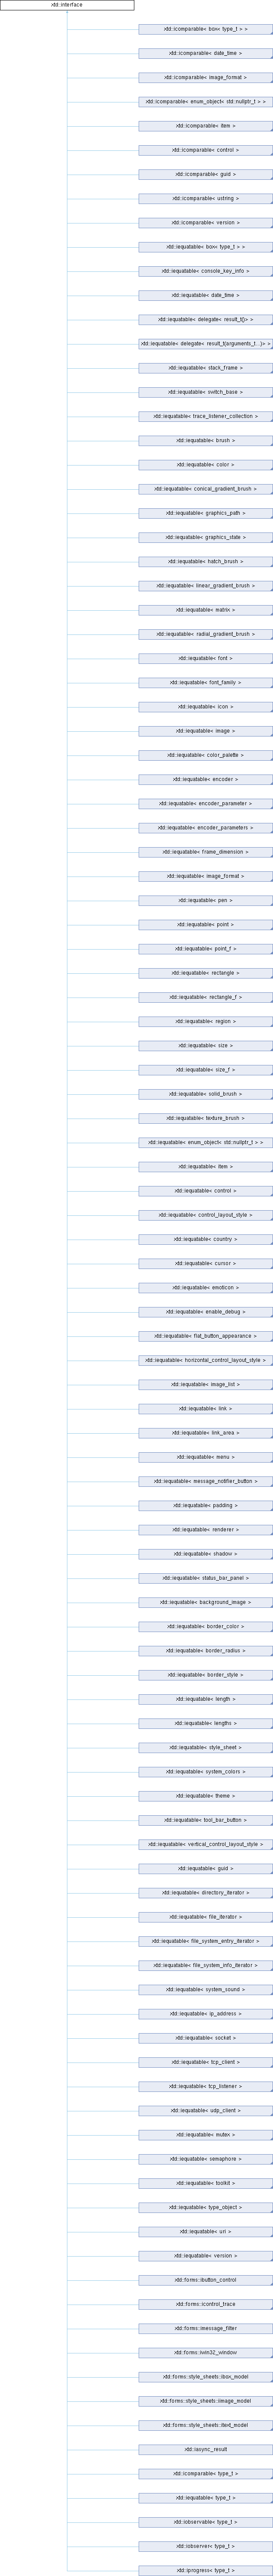 xtd::interface
xtd::icomparable< box< type_t > >
xtd::icomparable< date_time >
xtd::icomparable< image_format >
xtd::icomparable< enum_object< std::nullptr_t > >
xtd::icomparable< item >
xtd::icomparable< control >
xtd::icomparable< guid >
xtd::icomparable< ustring >
xtd::icomparable< version >
xtd::iequatable< box< type_t > >
xtd::iequatable< console_key_info >
xtd::iequatable< date_time >
xtd::iequatable< delegate< result_t()> >
xtd::iequatable< delegate< result_t(arguments_t...)> >
xtd::iequatable< stack_frame >
xtd::iequatable< switch_base >
xtd::iequatable< trace_listener_collection >
xtd::iequatable< brush >
xtd::iequatable< color >
xtd::iequatable< conical_gradient_brush >
xtd::iequatable< graphics_path >
xtd::iequatable< graphics_state >
xtd::iequatable< hatch_brush >
xtd::iequatable< linear_gradient_brush >
xtd::iequatable< matrix >
xtd::iequatable< radial_gradient_brush >
xtd::iequatable< font >
xtd::iequatable< font_family >
xtd::iequatable< icon >
xtd::iequatable< image >
xtd::iequatable< color_palette >
xtd::iequatable< encoder >
xtd::iequatable< encoder_parameter >
xtd::iequatable< encoder_parameters >
xtd::iequatable< frame_dimension >
xtd::iequatable< image_format >
xtd::iequatable< pen >
xtd::iequatable< point >
xtd::iequatable< point_f >
xtd::iequatable< rectangle >
xtd::iequatable< rectangle_f >
xtd::iequatable< region >
xtd::iequatable< size >
xtd::iequatable< size_f >
xtd::iequatable< solid_brush >
xtd::iequatable< texture_brush >
xtd::iequatable< enum_object< std::nullptr_t > >
xtd::iequatable< item >
xtd::iequatable< control >
xtd::iequatable< control_layout_style >
xtd::iequatable< country >
xtd::iequatable< cursor >
xtd::iequatable< emoticon >
xtd::iequatable< enable_debug >
xtd::iequatable< flat_button_appearance >
xtd::iequatable< horizontal_control_layout_style >
xtd::iequatable< image_list >
xtd::iequatable< link >
xtd::iequatable< link_area >
xtd::iequatable< menu >
xtd::iequatable< message_notifier_button >
xtd::iequatable< padding >
xtd::iequatable< renderer >
xtd::iequatable< shadow >
xtd::iequatable< status_bar_panel >
xtd::iequatable< background_image >
xtd::iequatable< border_color >
xtd::iequatable< border_radius >
xtd::iequatable< border_style >
xtd::iequatable< length >
xtd::iequatable< lengths >
xtd::iequatable< style_sheet >
xtd::iequatable< system_colors >
xtd::iequatable< theme >
xtd::iequatable< tool_bar_button >
xtd::iequatable< vertical_control_layout_style >
xtd::iequatable< guid >
xtd::iequatable< directory_iterator >
xtd::iequatable< file_iterator >
xtd::iequatable< file_system_entry_iterator >
xtd::iequatable< file_system_info_iterator >
xtd::iequatable< system_sound >
xtd::iequatable< ip_address >
xtd::iequatable< socket >
xtd::iequatable< tcp_client >
xtd::iequatable< tcp_listener >
xtd::iequatable< udp_client >
xtd::iequatable< mutex >
xtd::iequatable< semaphore >
xtd::iequatable< toolkit >
xtd::iequatable< type_object >
xtd::iequatable< uri >
xtd::iequatable< version >
xtd::forms::ibutton_control
xtd::forms::icontrol_trace
xtd::forms::imessage_filter
xtd::forms::iwin32_window
xtd::forms::style_sheets::ibox_model
xtd::forms::style_sheets::iimage_model
xtd::forms::style_sheets::itext_model
xtd::iasync_result
xtd::icomparable< type_t >
xtd::iequatable< type_t >
xtd::iobservable< type_t >
xtd::iobserver< type_t >
xtd::iprogress< type_t >